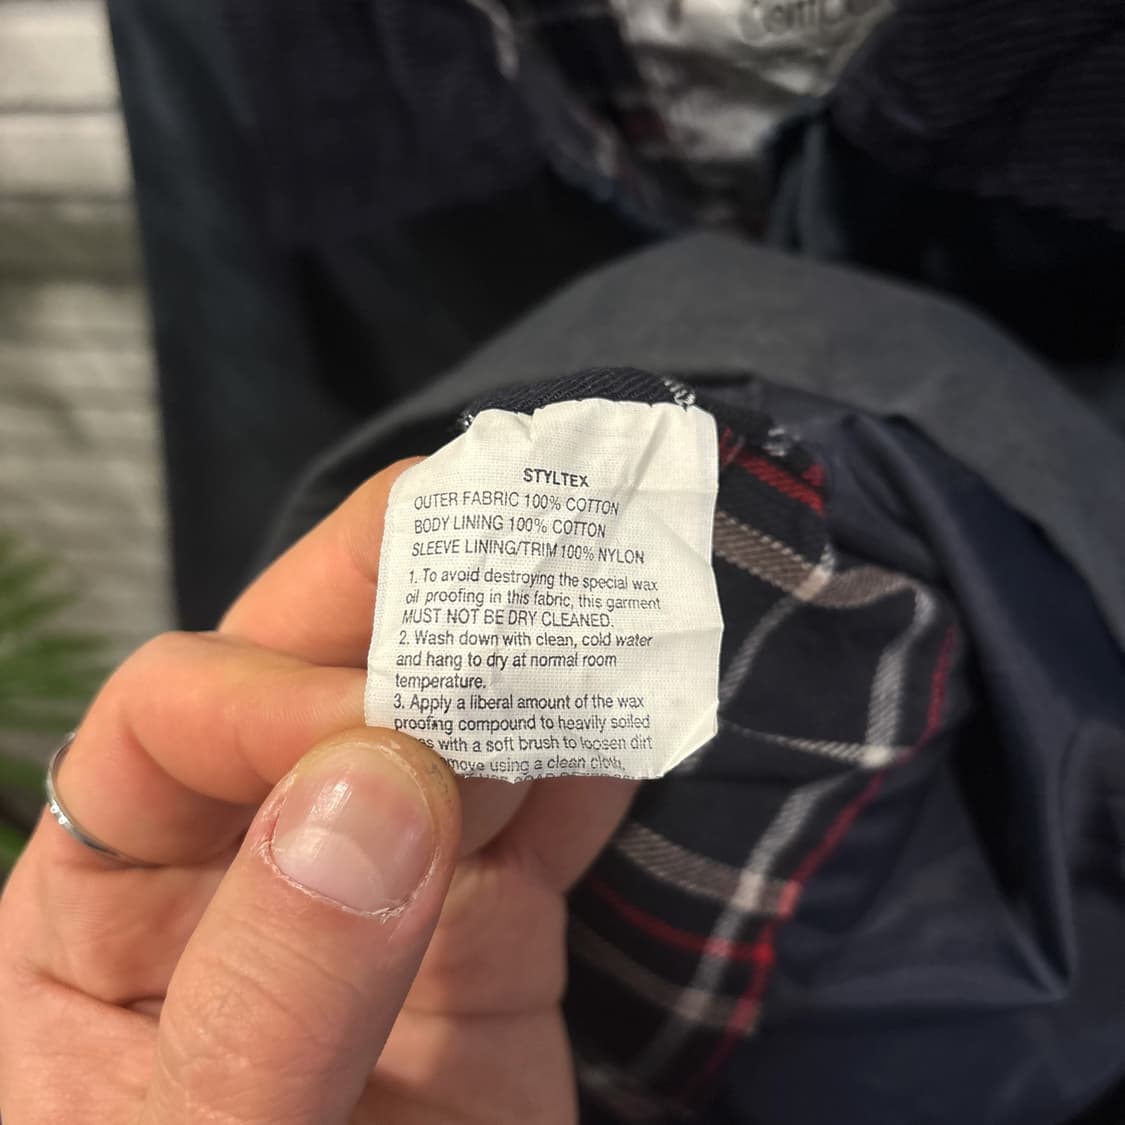 STYLTEX
OUTER FABRIC 100% COTTON
BODY LINING 100% COTTON
SLEEVE LINING/TRIM 100% NYLON
1. To avoid destroying the special wax
oil proofing in this fabric, this garment
MUST NOT BE DRY CLEANED.
2. Wash down with clean, cold water
and hang to dry at normal room
temperature.
3. Apply a liberal amount of the wax
proofing compound to heavily soiled
with a soft brush to loosen dirt
using a clean cloth.